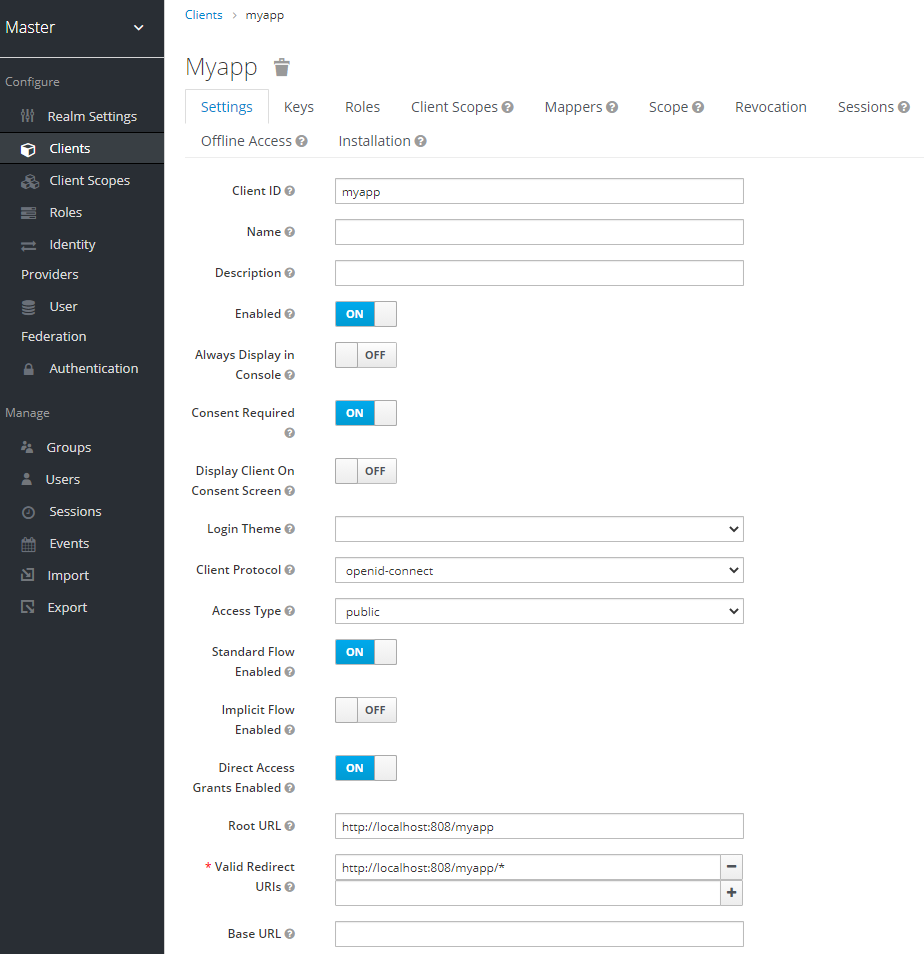 Master
Configure
Realm Settings
Clients
Client Scopes
Roles
Identity
Providers
User
Federation
Authentication
Manage
Groups
Users
Sessions
Events
Import
Export
Clients > myapp
Myapp
Settings Keys Roles Client Scopes Mappers Scope Revocation Sessions
Offline Access Installation
Client ID myapp
Name
Description
Enabled ON
Always Display in
Console OFF
Consent Required ON
Display Client On
Consent Screen OFF
Login Theme
Client Protocol openid-connect
Access Type public
Standard Flow
Enabled ON
Implicit Flow
Enabled OFF
Direct Access
Grants Enabled ON
Root URL http://localhost:808/myapp
* Valid Redirect
URIs http://localhost:808/myapp/*
Base URL